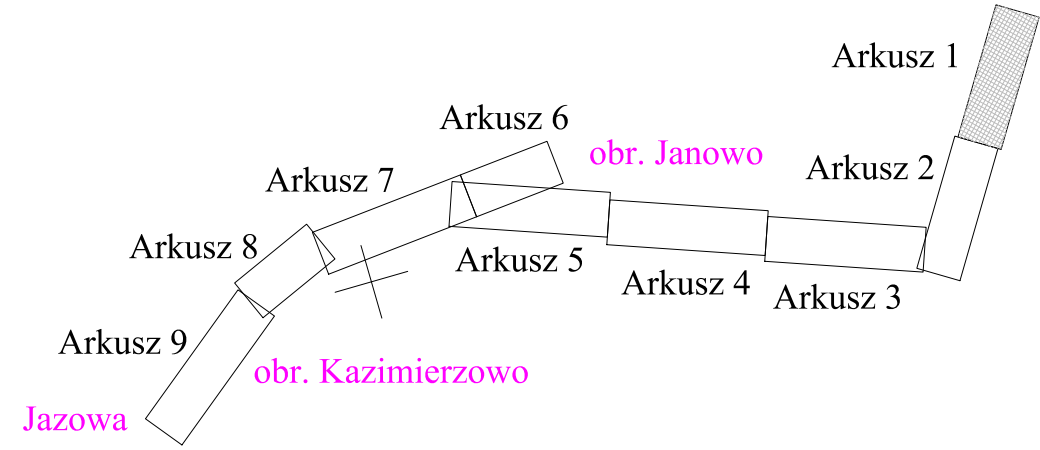 Arkusz 1
Arkusz 6
obr. Janowo
Arkusz 2
Arkusz 7
Arkusz 8
Arkusz 5
Arkusz 4
Arkusz 3
Arkusz 9
obr. Kazimierzowo
Jazowa